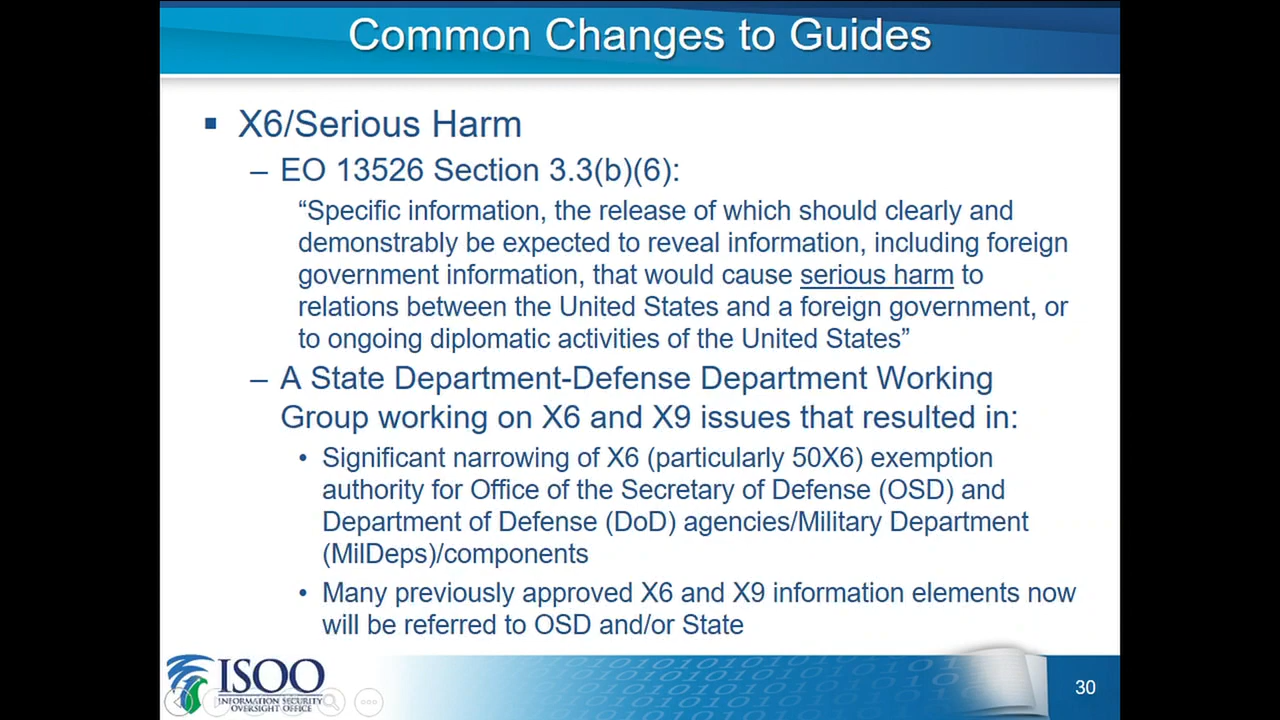 Common Changes to Guides
▪ X6/Serious Harm
– EO 13526 Section 3.3(b)(6):
“Specific information, the release of which should clearly and
demonstrably be expected to reveal information, including foreign
government information, that would cause serious harm to
relations between the United States and a foreign government, or
to ongoing diplomatic activities of the United States”
– A State Department-Defense Department Working
Group working on X6 and X9 issues that resulted in:
• Significant narrowing of X6 (particularly 50X6) exemption
authority for Office of the Secretary of Defense (OSD) and
Department of Defense (DoD) agencies/Military Department
(MilDeps)/components
• Many previously approved X6 and X9 information elements now
will be referred to OSD and/or State
ISOO
INFORMATION SECURITY
OVERSIGHT OFFICE
30